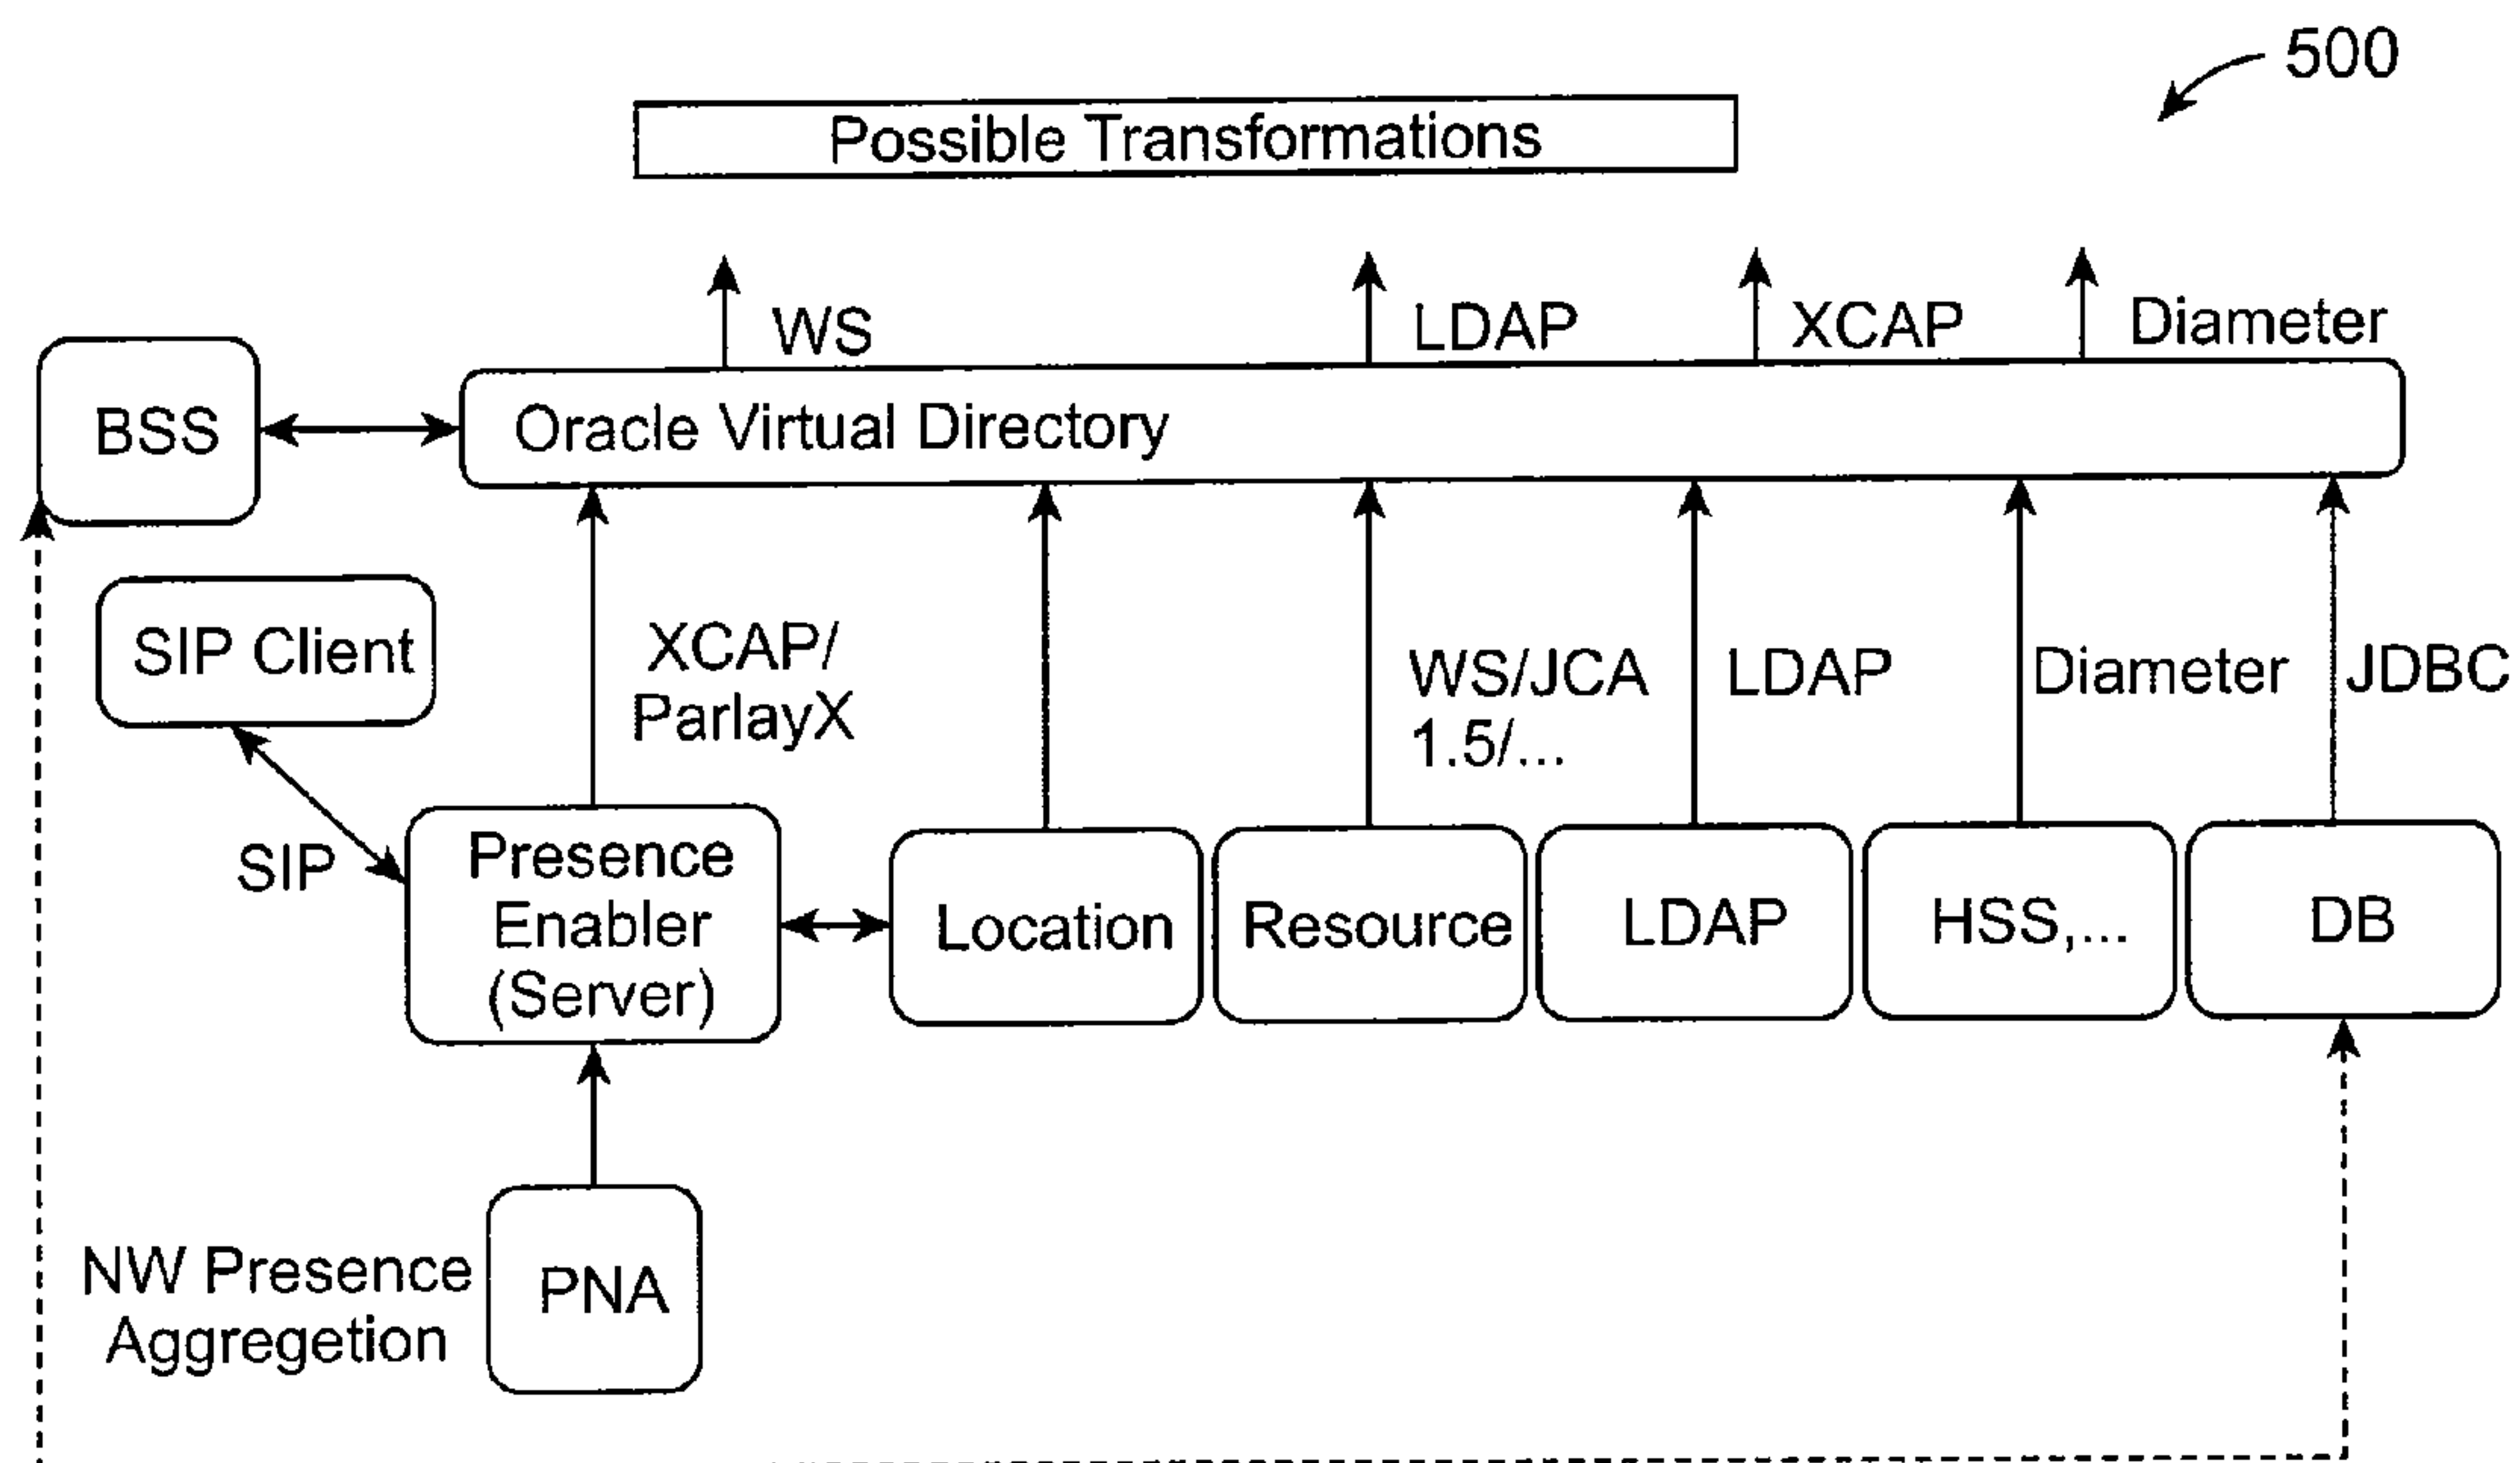 500
Possible Transformations
WS
LDAP
XCAP
Diameter
BSS
Oracle Virtual Directory
SIP Client
XCAP/
ParlayX
WS/JCA
1.5/...
LDAP
Diameter
JDBC
SIP
Presence
Enabler
(Server)
Location
Resource
LDAP
HSS,...
DB
NW Presence
Aggregetion
PNA